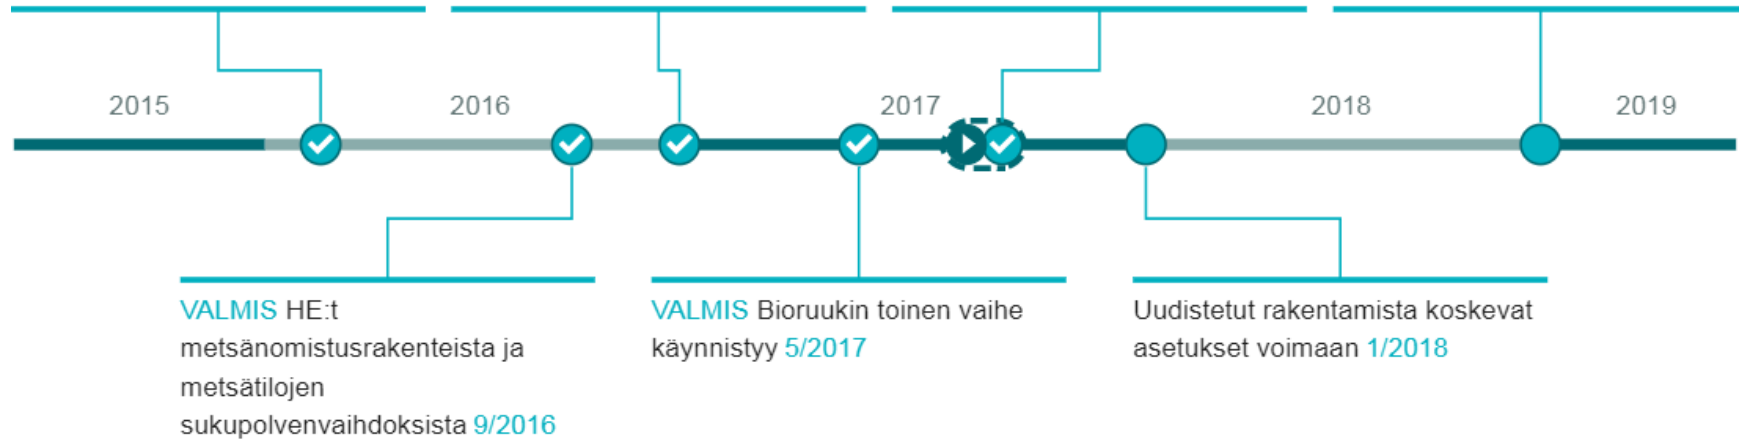 2015
2016
2017
2018
2019
VALMIS HE:t
metsänomistusrakenteista ja
metsätilojen
sukupolvenvaihdoksista 9/2016
VALMIS Bioruukin toinen vaihe
käynnistyy 5/2017
Uudistetut rakentamista koskevat
asetukset voimaan 1/2018